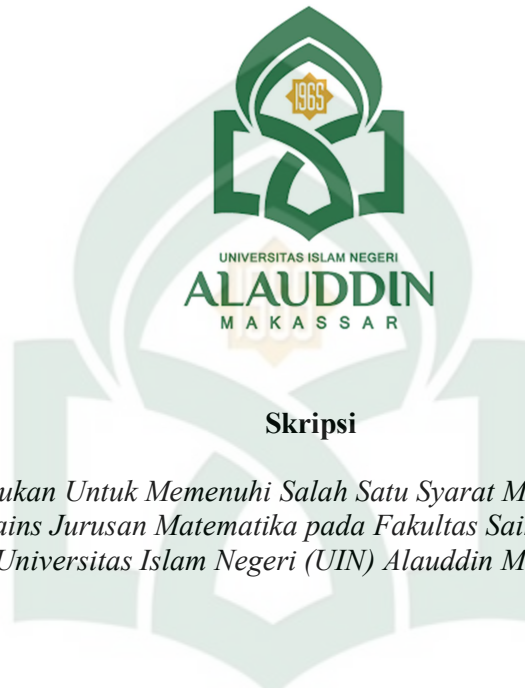 1965
UNIVERSITAS ISLAM NEGERI
ALAUDDIN
MAKASSAR
Skripsi
ukan Untuk Memenuhi Salah Satu Syarat M
ains Jurusan Matematika pada Fakultas Sai
Universitas Islam Negeri (UIN) Alauddin M